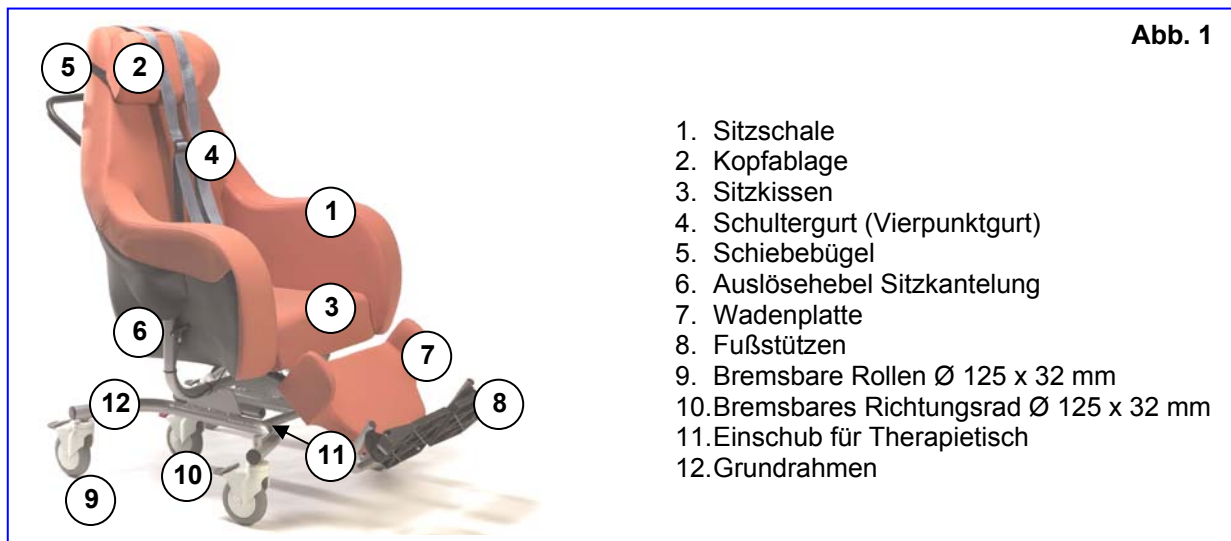 Abb. 1
5
2
4
1
3
6
7
8
12
11
10
9
1. Sitzschale
2. Kopfablage
3. Sitzkissen
4. Schultergurt (Vierpunktgurt)
5. Schiebebügel
6. Auslösehebel Sitzkantelung
7. Wadenplatte
8. Fußstützen
9. Bremsbare Rollen Ø 125 x 32 mm
10.Bremsbares Richtungsrad Ø 125 x 32 mm
11.Einschub für Therapietisch
12.Grundrahmen